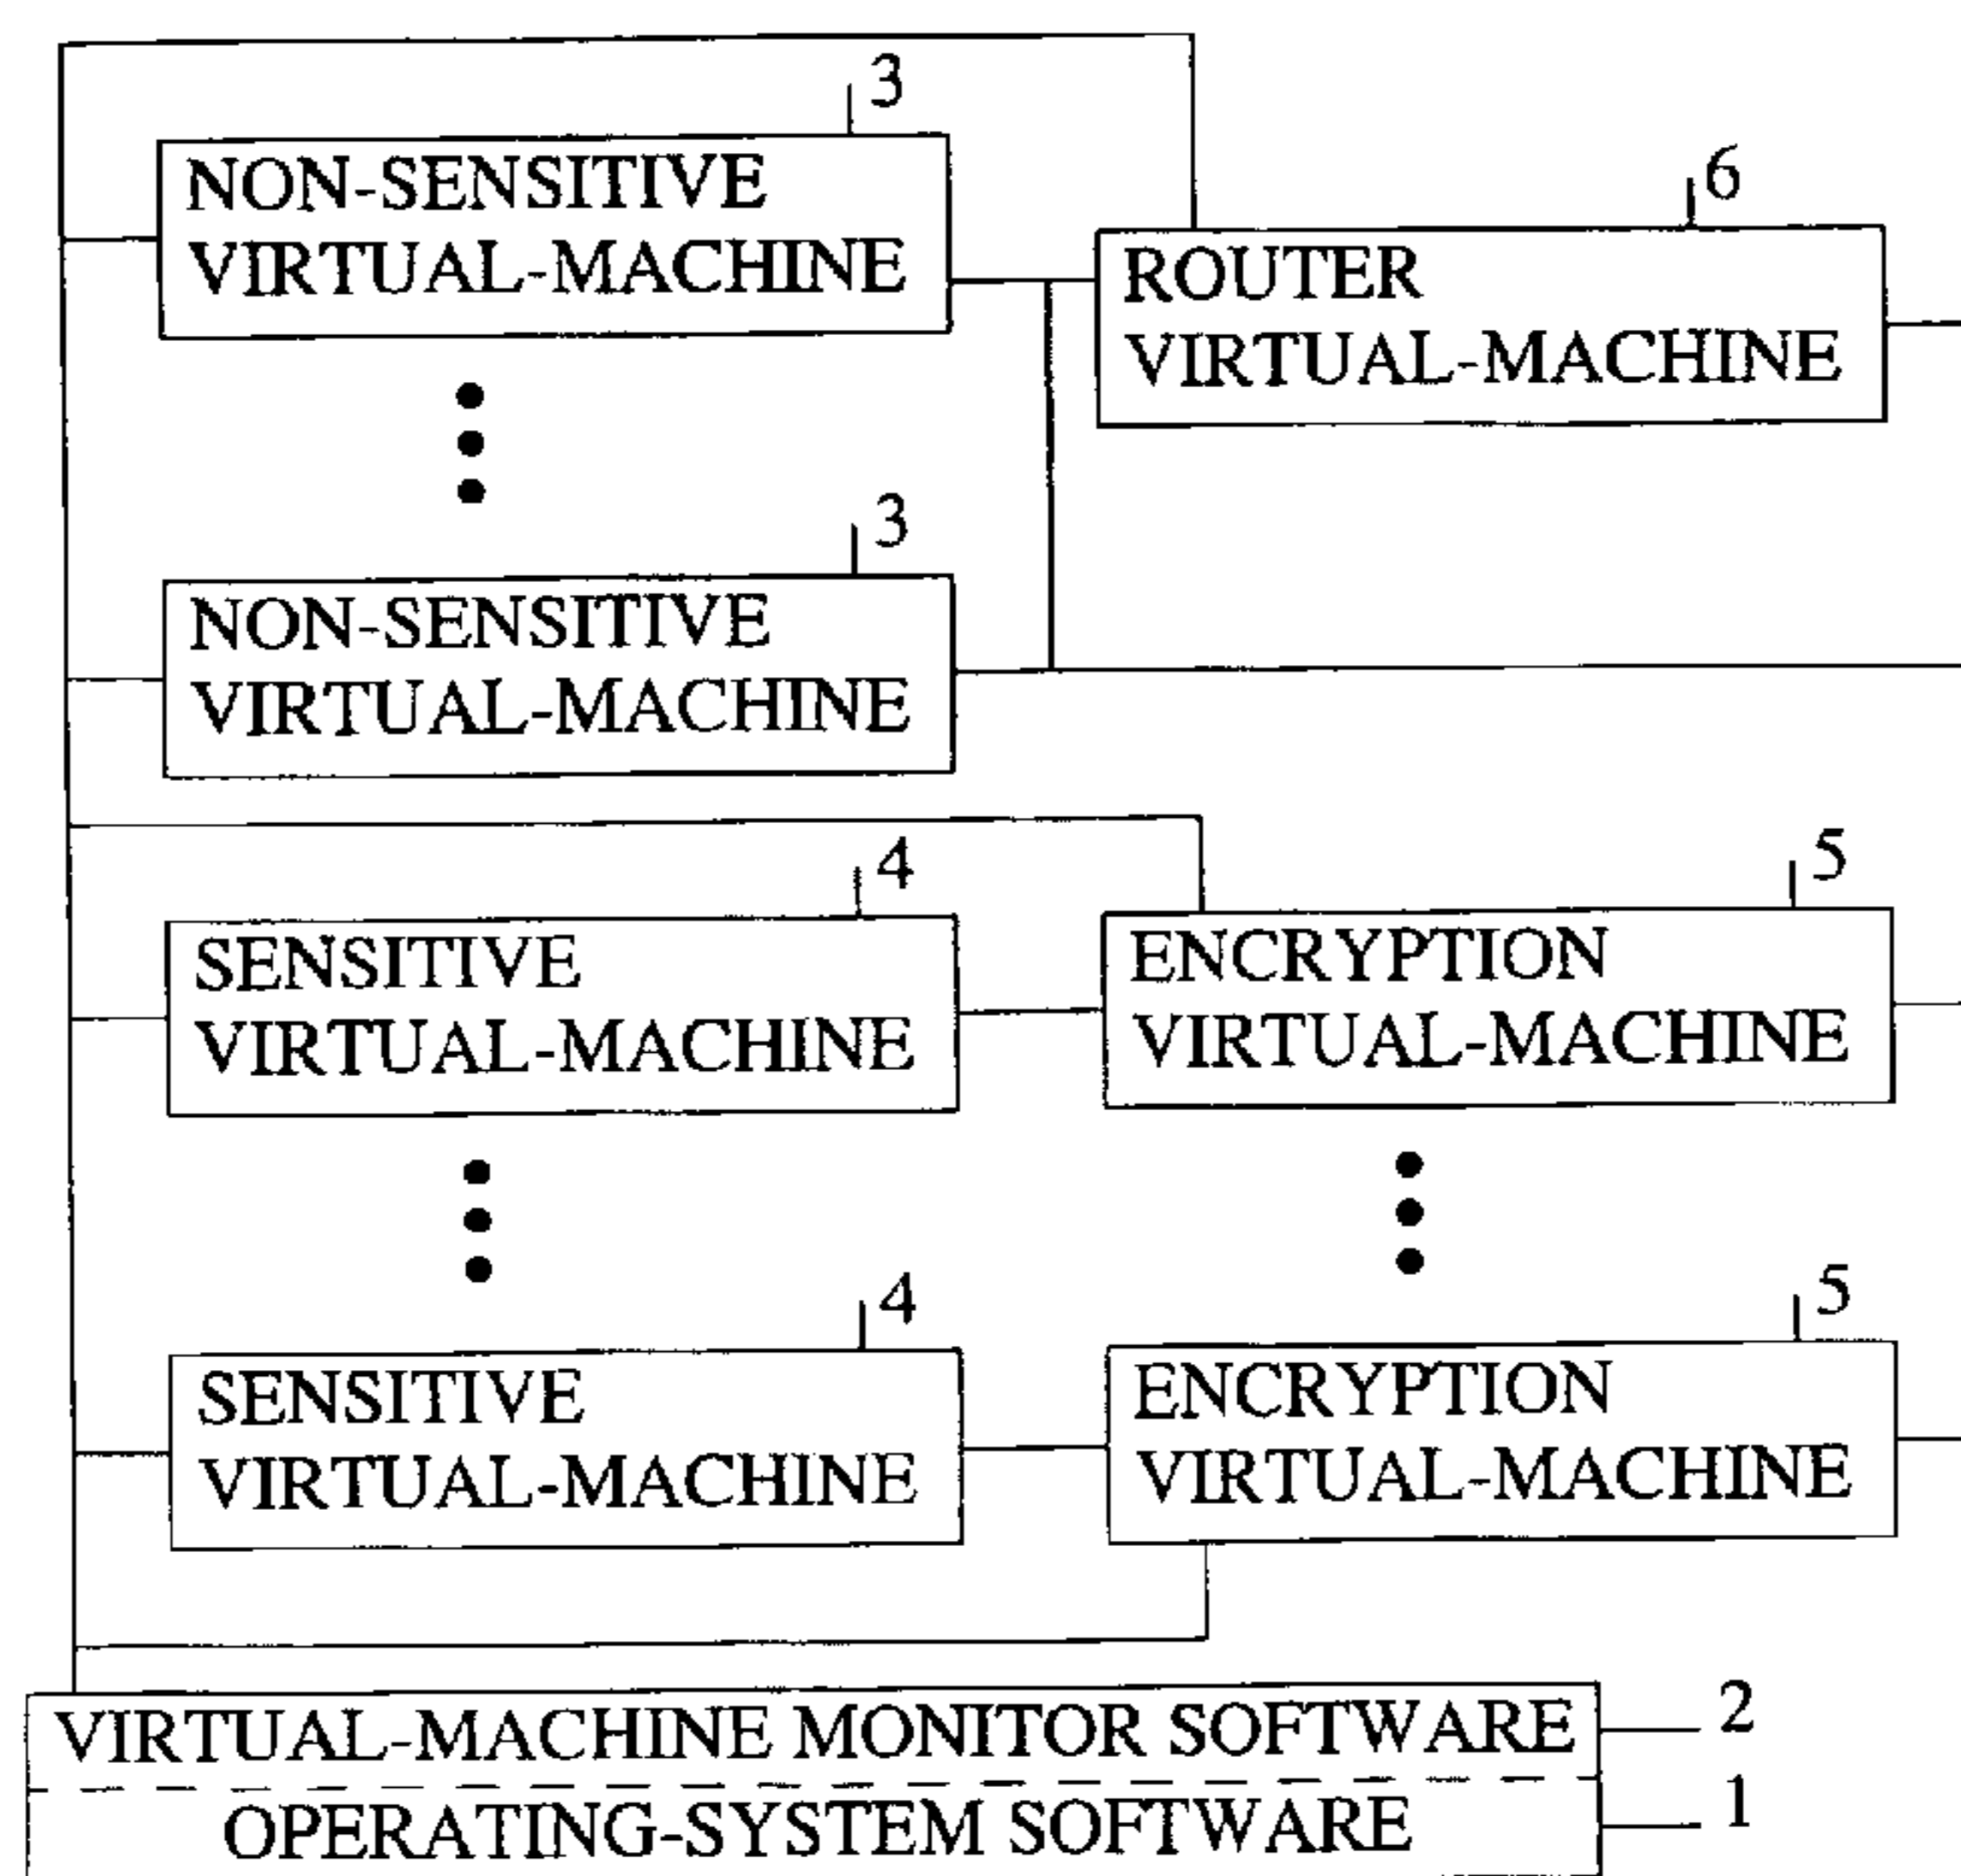 3
NON-SENSITIVE
VIRTUAL-MACHINE
6
ROUTER
VIRTUAL-MACHINE
3
NON-SENSITIVE
VIRTUAL-MACHINE
4
SENSITIVE
VIRTUAL-MACHINE
5
ENCRYPTION
VIRTUAL-MACHINE
4
SENSITIVE
VIRTUAL-MACHINE
5
ENCRYPTION
VIRTUAL-MACHINE
VIRTUAL-MACHINE MONITOR SOFTWARE
2
OPERATING-SYSTEM SOFTWARE
1